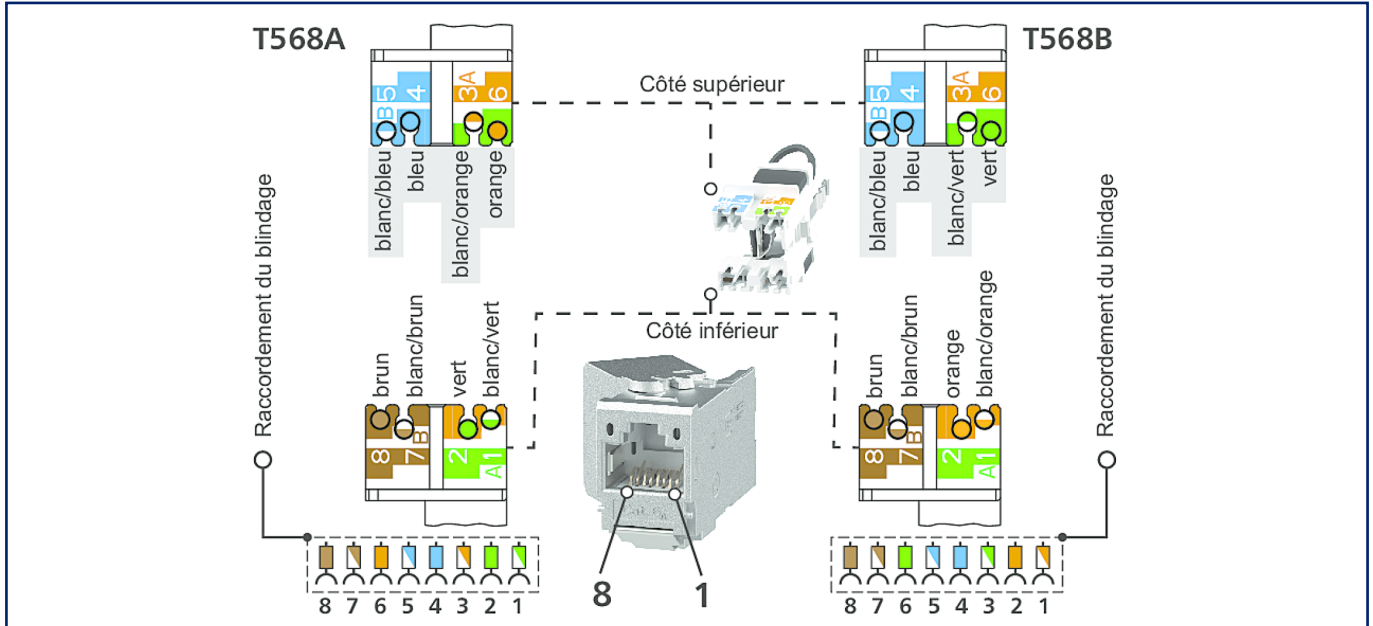 T568A
T568B
Côté supérieur
B5
4
3A
6
B5
4
3A
6
blanc/bleu
bleu
blanc/orange
orange
blanc/bleu
bleu
blanc/vert
vert
Raccordement du blindage
Raccordement du blindage
Côté inférieur
brun
blanc/brun
vert
blanc/vert
brun
blanc/brun
orange
blanc/orange
8
7B
2
A1
8
7B
2
A1
8 1
8 7 6 5 4 3 2 1
8 7 6 5 4 3 2 1